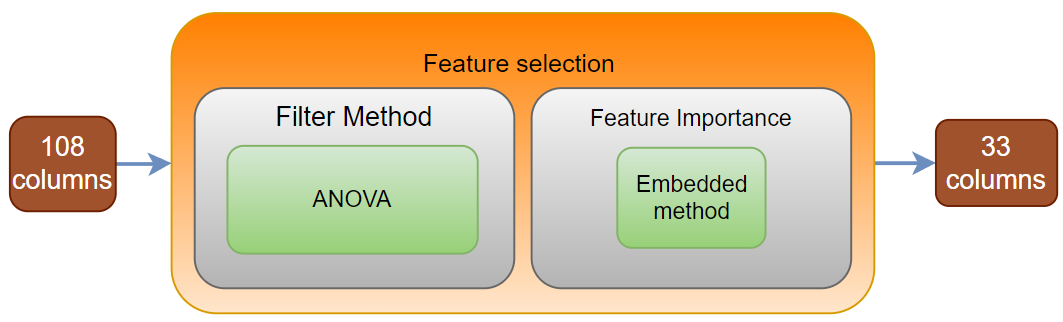 Feature selection
108
columns
Filter Method
ANOVA
Feature Importance
Embedded
method
33
columns